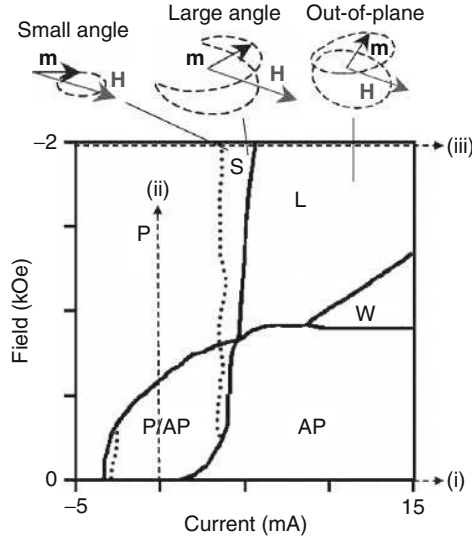 Small angle
Large angle
Out-of-plane
m
H
m
H
m
H
−2
(iii)
S
(ii)
L
P
W
P/AP
AP
0
(i)
−5
15
Field (kOe)
Current (mA)